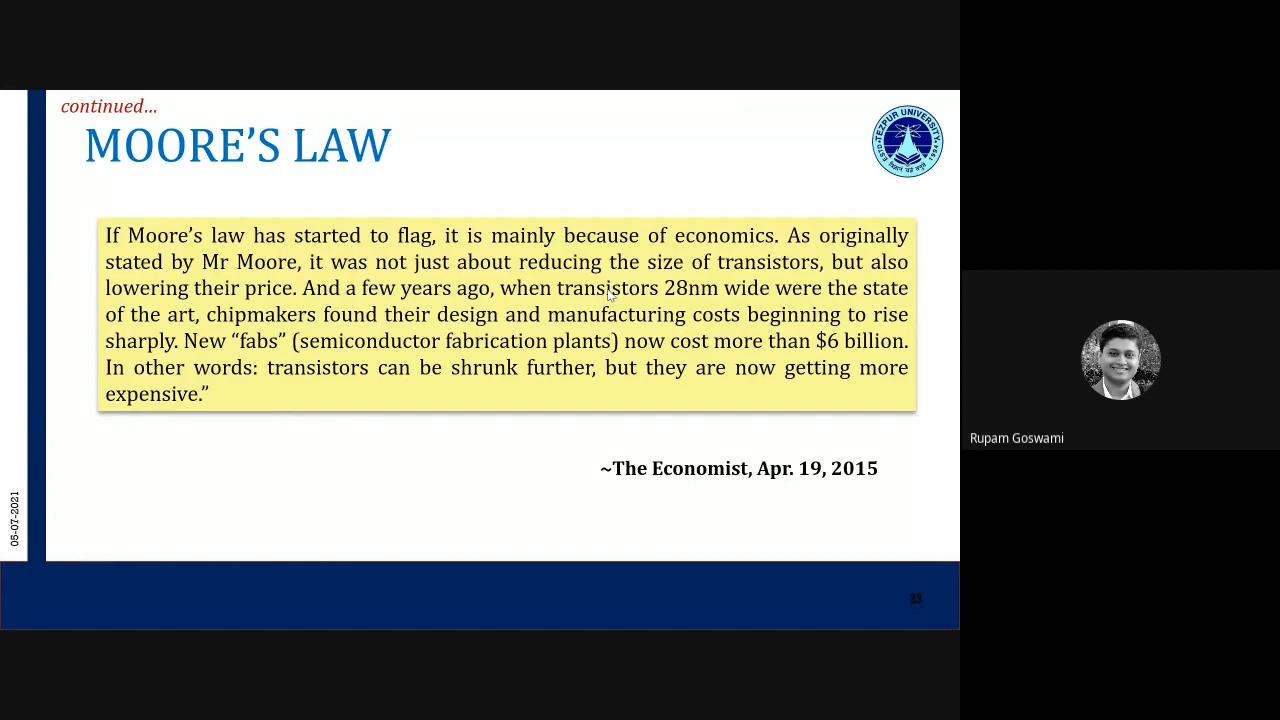 continued…
MOORE’S LAW
TEZPUR UNIVERSITY
If Moore’s law has started to flag, it is mainly because of economics. As originally
stated by Mr Moore, it was not just about reducing the size of transistors, but also
lowering their price. And a few years ago, when transistors 28nm wide were the state
of the art, chipmakers found their design and manufacturing costs beginning to rise
sharply. New “fabs” (semiconductor fabrication plants) now cost more than $6 billion.
In other words: transistors can be shrunk further, but they are now getting more
expensive.”
~The Economist, Apr. 19, 2015
Rupam Goswami